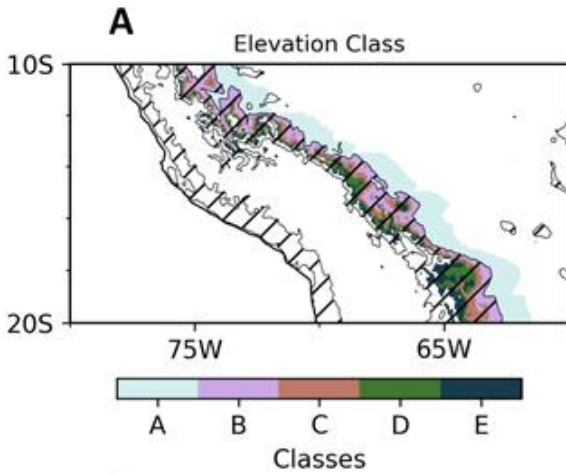 A
Elevation Class
10S
20S
75W 65W
A B C D E
Classes